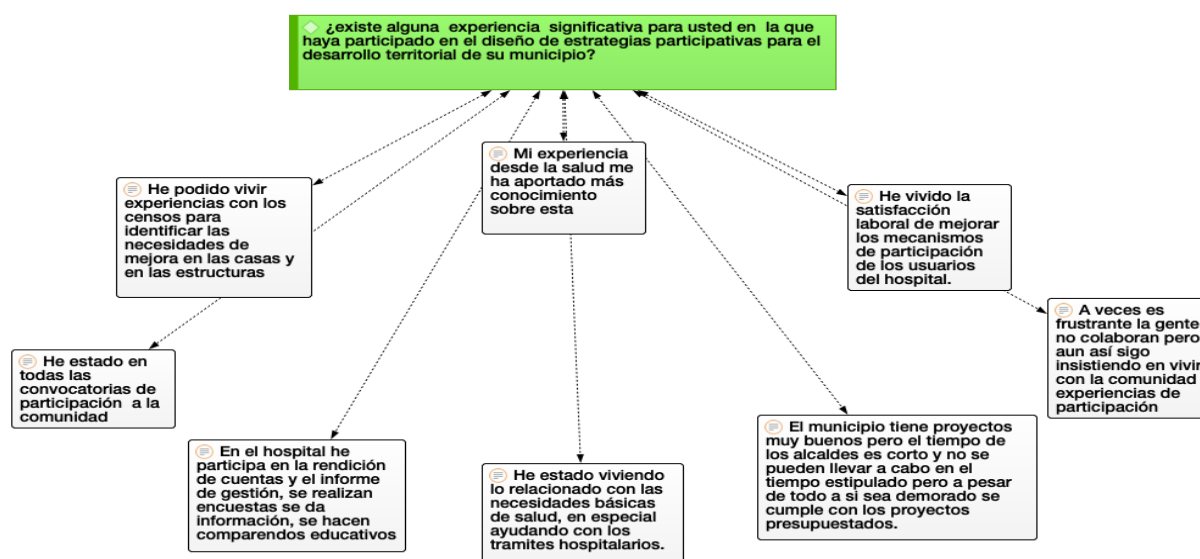 ¿existe alguna experiencia significativa para usted en la que
haya participado en el diseño de estrategias participativas para el
desarrollo territorial de su municipio?
Mi experiencia
desde la salud me
ha aportado más
conocimiento
sobre esta
He podido vivir
experiencias con los
censos para
identificar las
necesidades de
mejora en las casas y
en las estructuras
He vivido la
satisfacción
laboral de mejorar
los mecanismos
de participación
de los usuarios
del hospital.
A veces es
frustrante la gente
no colaboran pero
aun así sigo
insistiendo en vivir
con la comunidad
experiencias de
participación
He estado en
todas las
convocatorias de
participación a la
comunidad
En el hospital he
participa en la rendición
de cuentas y el informe
de gestión, se realizan
encuestas se da
información, se hacen
comparendos educativos
He estado viviendo
lo relacionado con las
necesidades básicas
de salud, en especial
ayudando con los
tramites hospitalarios.
El municipio tiene proyectos
muy buenos pero el tiempo de
los alcaldes es corto y no se
pueden llevar a cabo en el
tiempo estipulado pero a pesar
de todo a si sea demorado se
cumple con los proyectos
presupuestados.